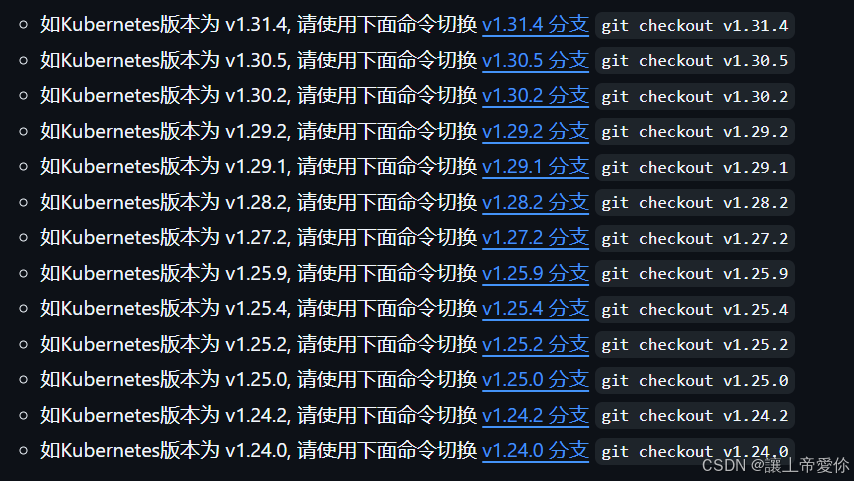 如Kubernetes版本为 v1.31.4, 请使用下面命令切换 v1.31.4 分支 git checkout v1.31.4
如Kubernetes版本为 v1.30.5, 请使用下面命令切换 v1.30.5 分支 git checkout v1.30.5
如Kubernetes版本为 v1.30.2, 请使用下面命令切换 v1.30.2 分支 git checkout v1.30.2
如Kubernetes版本为 v1.29.2, 请使用下面命令切换 v1.29.2 分支 git checkout v1.29.2
如Kubernetes版本为 v1.29.1, 请使用下面命令切换 v1.29.1 分支 git checkout v1.29.1
如Kubernetes版本为 v1.28.2, 请使用下面命令切换 v1.28.2 分支 git checkout v1.28.2
如Kubernetes版本为 v1.27.2, 请使用下面命令切换 v1.27.2 分支 git checkout v1.27.2
如Kubernetes版本为 v1.25.9, 请使用下面命令切换 v1.25.9 分支 git checkout v1.25.9
如Kubernetes版本为 v1.25.4, 请使用下面命令切换 v1.25.4 分支 git checkout v1.25.4
如Kubernetes版本为 v1.25.2, 请使用下面命令切换 v1.25.2 分支 git checkout v1.25.2
如Kubernetes版本为 v1.25.0, 请使用下面命令切换 v1.25.0 分支 git checkout v1.25.0
如Kubernetes版本为 v1.24.2, 请使用下面命令切换 v1.24.2 分支 git checkout v1.24.2
如Kubernetes版本为 v1.24.0, 请使用下面命令切换 v1.24.0 分支 git checkout v1.24.0
CSDN @讓丄帝愛伱